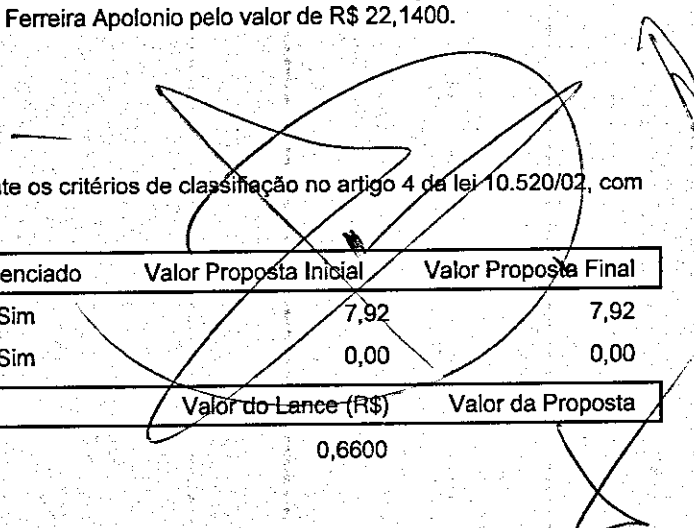 Ferreira Apolonio pelo valor de R$ 22,1400.
os critérios de classifiação no artigo 4 da lei 10.520/02, com
enciado Valor Proposta Inicial Valor Proposta Final
Sim 7,92 7,92
Sim 0,00 0,00
Valor do Lance (R$) Valor da Proposta
0,6600